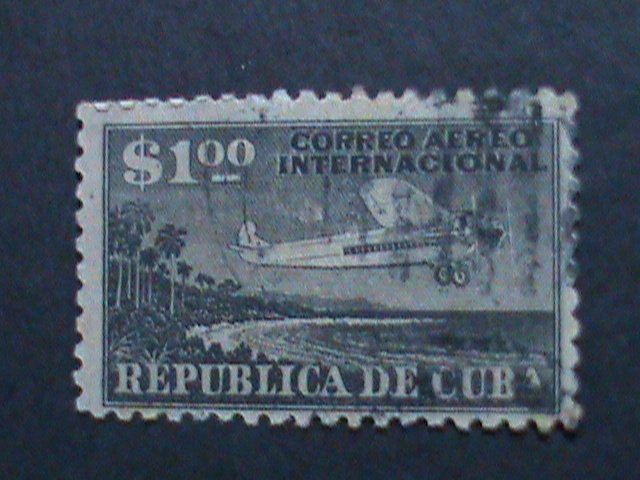 $1.00
CORREO AEREO
INTERNACIONAL
REPUBLICA DE CUBA